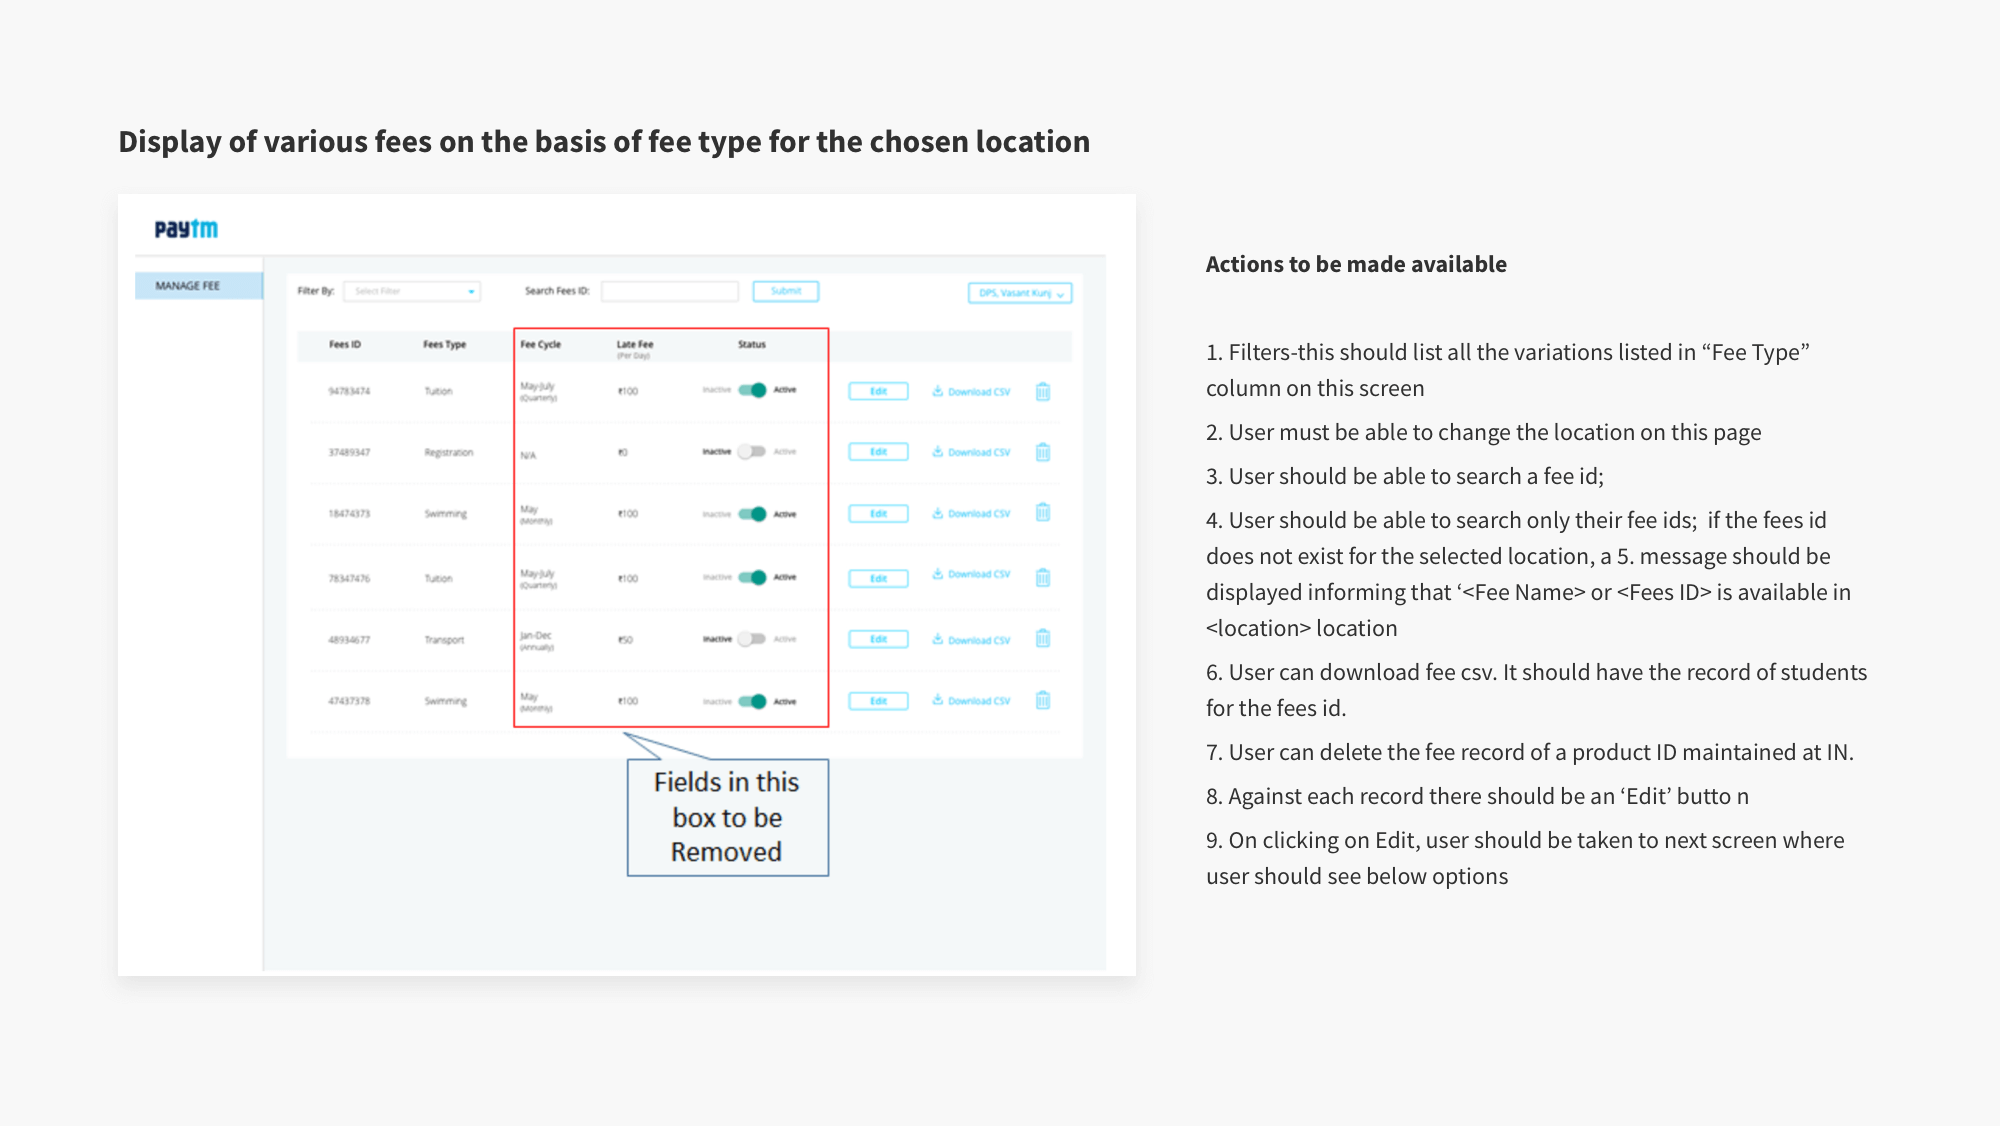 Display of various fees on the basis of fee type for the chosen location
paytm
MANAGE FEE
Filter By: Select Filter Search Fees ID: Submit DPS, Vasant Kunj
Fees ID Fees Type Fee Cycle Late Fee Status
(Per Day)
94783474 Tuition May-July ₹100 Inactive Active Edit Download CSV
(Quarterly)
37489347 Registration N/A ₹0 Inactive Active Edit Download CSV
18474373 Swimming May ₹100 Inactive Active Edit Download CSV
(Monthly)
78347476 Tuition May-July ₹100 Inactive Active Edit Download CSV
(Quarterly)
48934677 Transport Jan-Dec ₹50 Inactive Active Edit Download CSV
(Annually)
47437378 Swimming May ₹100 Inactive Active Edit Download CSV
(Monthly)
Fields in this
box to be
Removed
Actions to be made available
1. Filters-this should list all the variations listed in “Fee Type”
column on this screen
2. User must be able to change the location on this page
3. User should be able to search a fee id;
4. User should be able to search only their fee ids;  if the fees id
does not exist for the selected location, a 5. message should be
displayed informing that ‘<Fee Name> or <Fees ID> is available in
<location> location
6. User can download fee csv. It should have the record of students
for the fees id.
7. User can delete the fee record of a product ID maintained at IN.
8. Against each record there should be an ‘Edit’ butto n
9. On clicking on Edit, user should be taken to next screen where
user should see below options